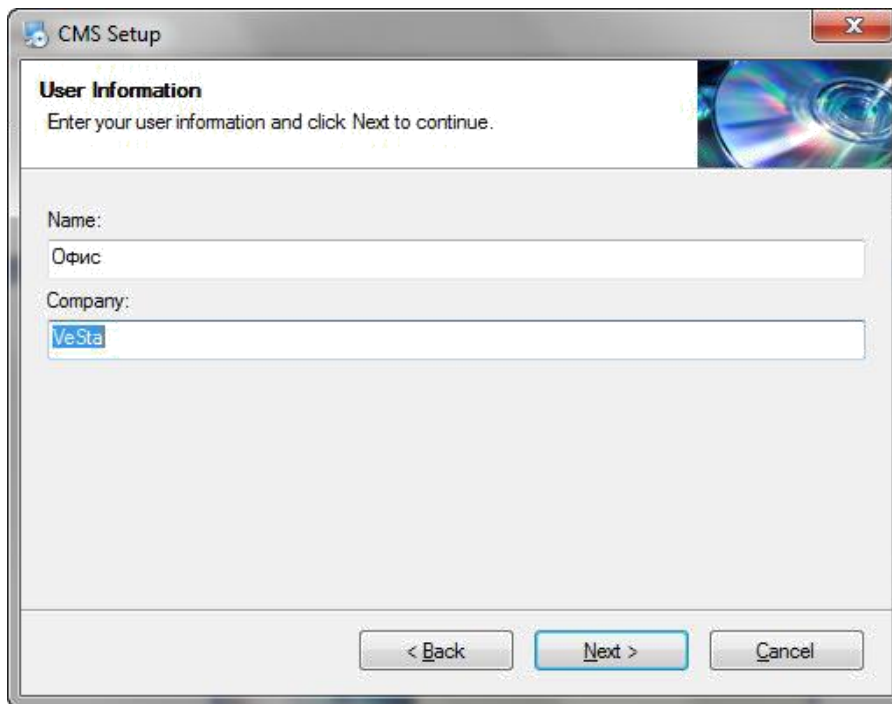 CMS Setup
User Information
Enter your user information and click Next to continue.
Name:
Офис
Company:
VeSta
< Back
Next >
Cancel